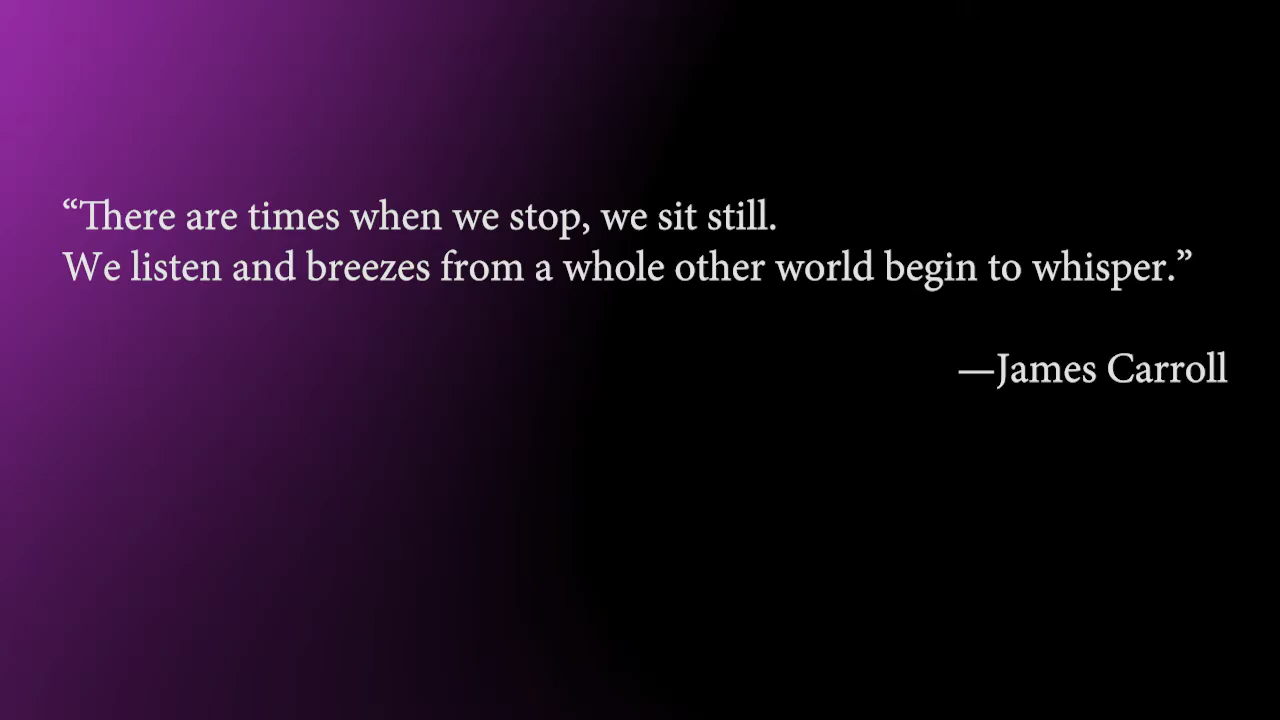 “There are times when we stop, we sit still.
We listen and breezes from a whole other world begin to whisper.”
—James Carroll